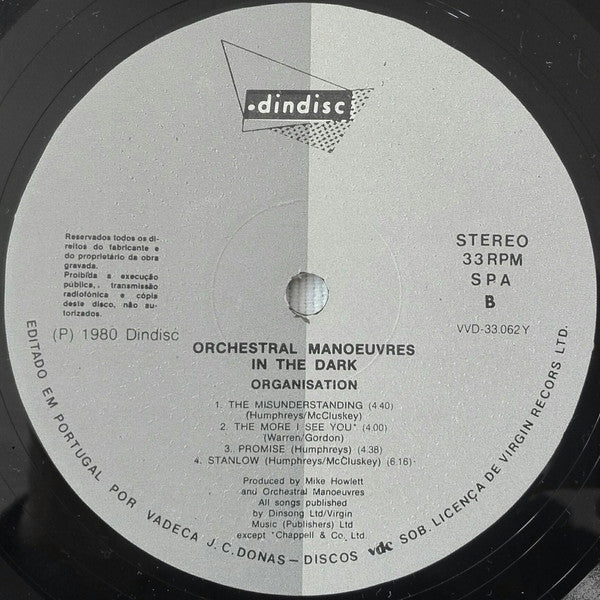 .dindisc
Reservados todos os di-
reitos do fabricante e
do proprietário da obra
gravada.
Proibida a execução
pública, transmissão
radiofónica e cópia
deste disco, não au-
torizados.
(P) 1980 Dindisc
STEREO
33 RPM
SPA
B
VVD-33.062 Y
ORCHESTRAL MANOEUVRES
IN THE DARK
ORGANISATION
1. THE MISUNDERSTANDING (4.40)
(Humphreys/McCluskey)
2. THE MORE I SEE YOU* (4.00)
(Warren/Gordon)
3. PROMISE (Humphreys) (4.38)
4. STANLOW (Humphreys/McCluskey) (6.16)
Produced by Mike Howlett
anu Orchestral Manoeuvres
All songs published
by Dinsong Ltd/Virgin
Music (Publishers) Ltd
except *Chappell & Co. Ltd
EDITADO EM PORTUGAL POR VADECA J. C. DONAS – DISCOS vdc SOB. LICENÇA DE VIRGIN RECORS LTD.